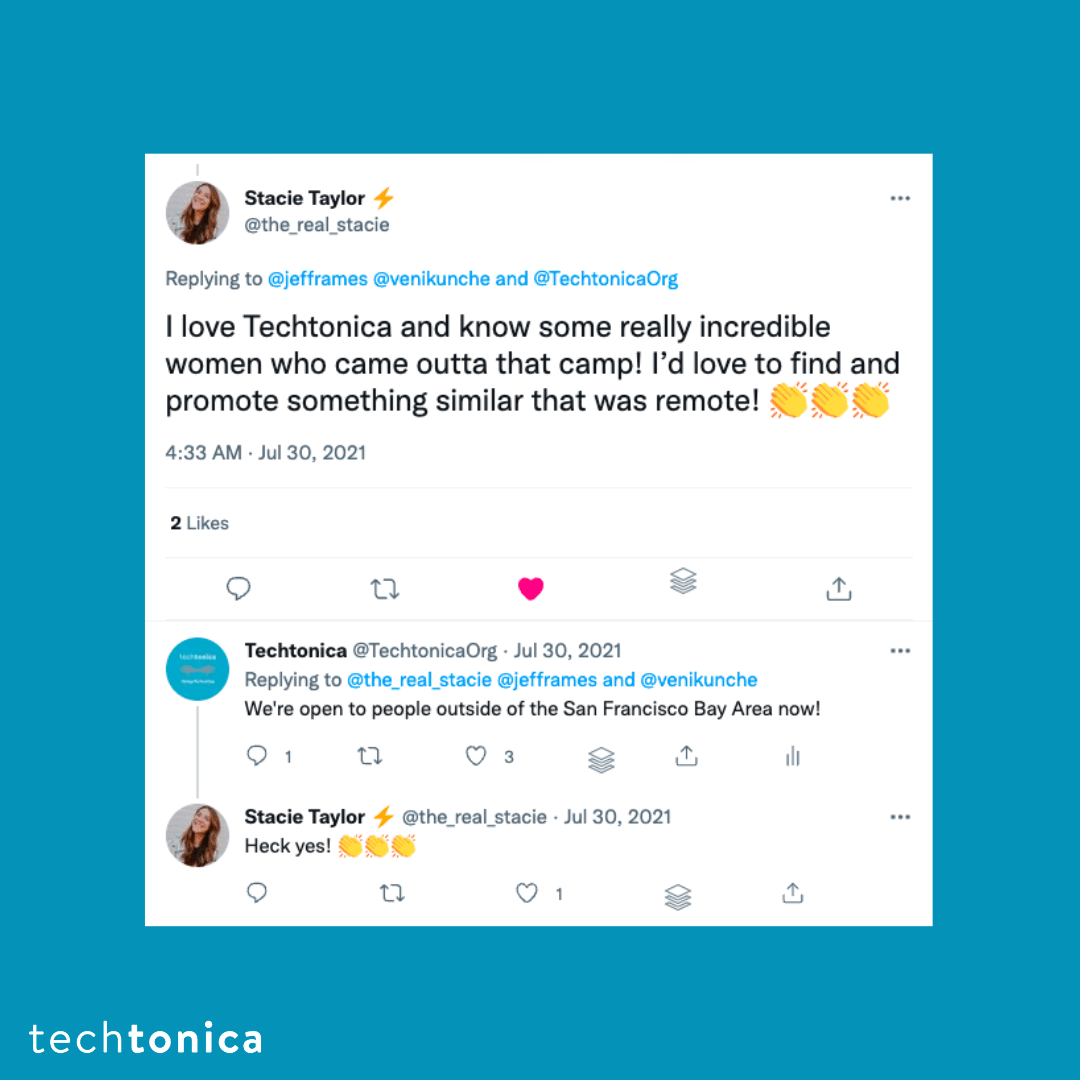 Stacie Taylor ⚡
@the_real_stacie
Replying to @jefframes @venikunche and @TechtonicaOrg
I love Techtonica and know some really incredible
women who came outta that camp! I’d love to find and
promote something similar that was remote! 👏👏👏
4:33 AM · Jul 30, 2021
2 Likes
Techtonica @TechtonicaOrg · Jul 30, 2021
Replying to @the_real_stacie @jefframes and @venikunche
We're open to people outside of the San Francisco Bay Area now!
1 3
Stacie Taylor ⚡ @the_real_stacie · Jul 30, 2021
Heck yes! 👏👏👏
1
techtonica